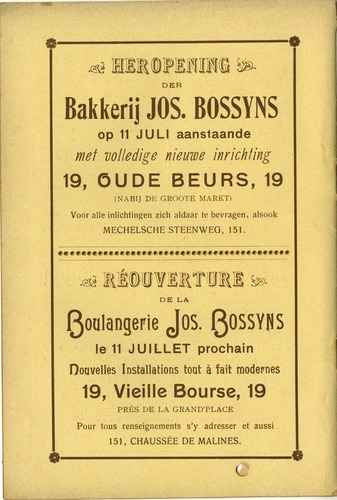 HEROPENING
DER
Bakkerij JOS. BOSSYNS
op 11 JULI aanstaande
met volledige nieuwe inrichting
19, OUDE BEURS, 19
(NABIJ DE GROOTE MARKT)
Voor alle inlichtingen zich aldaar te bevragen, alsook
MECHELSCHE STEENWEG, 151.
RÉOUVERTURE
DE LA
Boulangerie JOS. BOSSYNS
le 11 JUILLET prochain
Nouvelles Installations tout à fait modernes
19, Vieille Bourse, 19
PRÈS DE LA GRAND'PLACE
Pour tous renseignements s'y adresser et aussi
151, CHAUSSÉE DE MALINES.